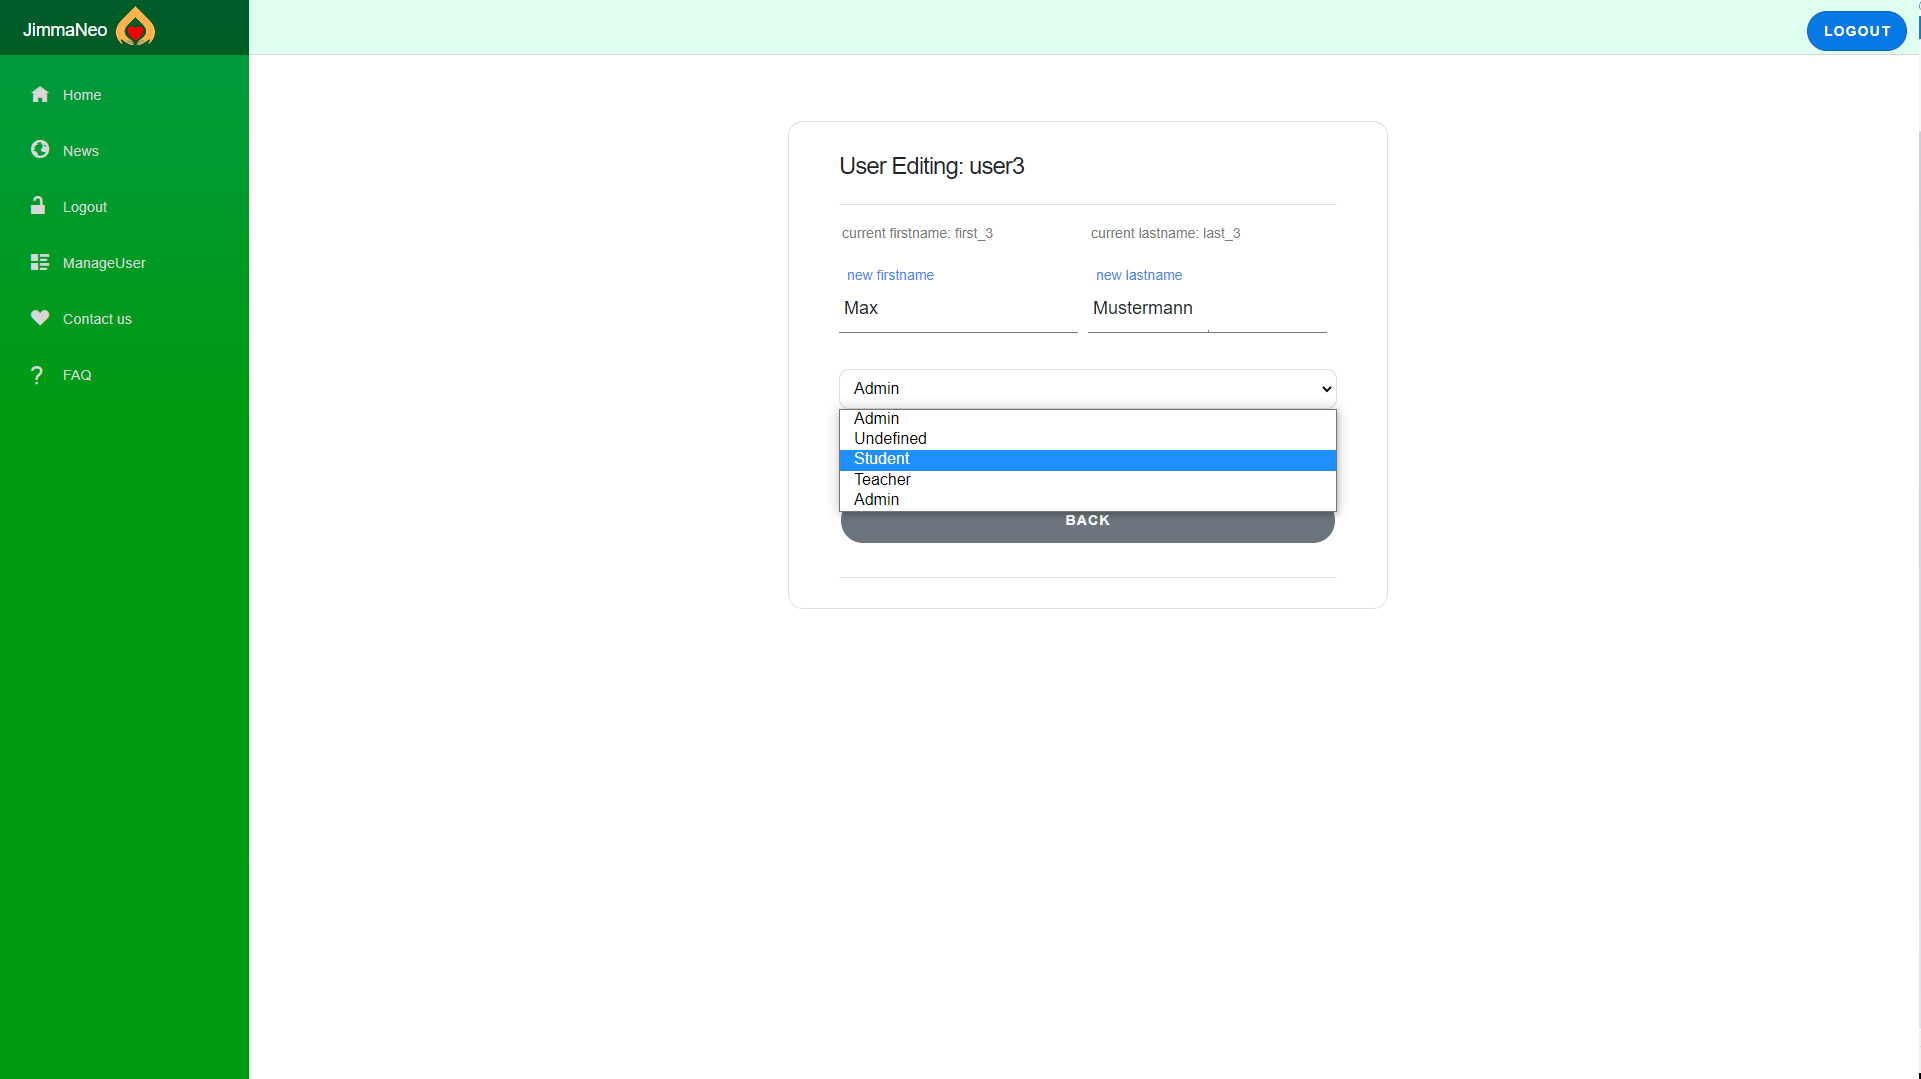 JimmaNeo
LOGOUT
Home
News
Logout
ManageUser
Contact us
FAQ
User Editing: user3
current firstname: first_3
current lastname: last_3
new firstname
new lastname
Max
Mustermann
Admin
Admin
Undefined
Student
Teacher
Admin
BACK